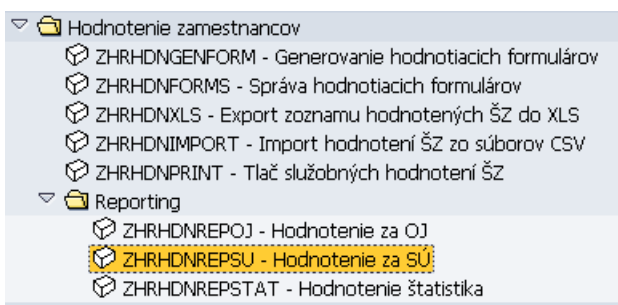 Hodnotenie zamestnancov
ZHRHDNGENFORM - Generovanie hodnotiacich formulárov
ZHRHDNFORMS - Správa hodnotiacich formulárov
ZHRHDNXLS - Export zoznamu hodnotených ŠZ do XLS
ZHRHDNIMPORT - Import hodnotení ŠZ zo súborov CSV
ZHRHDNPRINT - Tlač služobných hodnotení ŠZ
Reporting
ZHRHDNREPOJ - Hodnotenie za OJ
ZHRHDNREPSU - Hodnotenie za SÚ
ZHRHDNREPSTAT - Hodnotenie štatistika